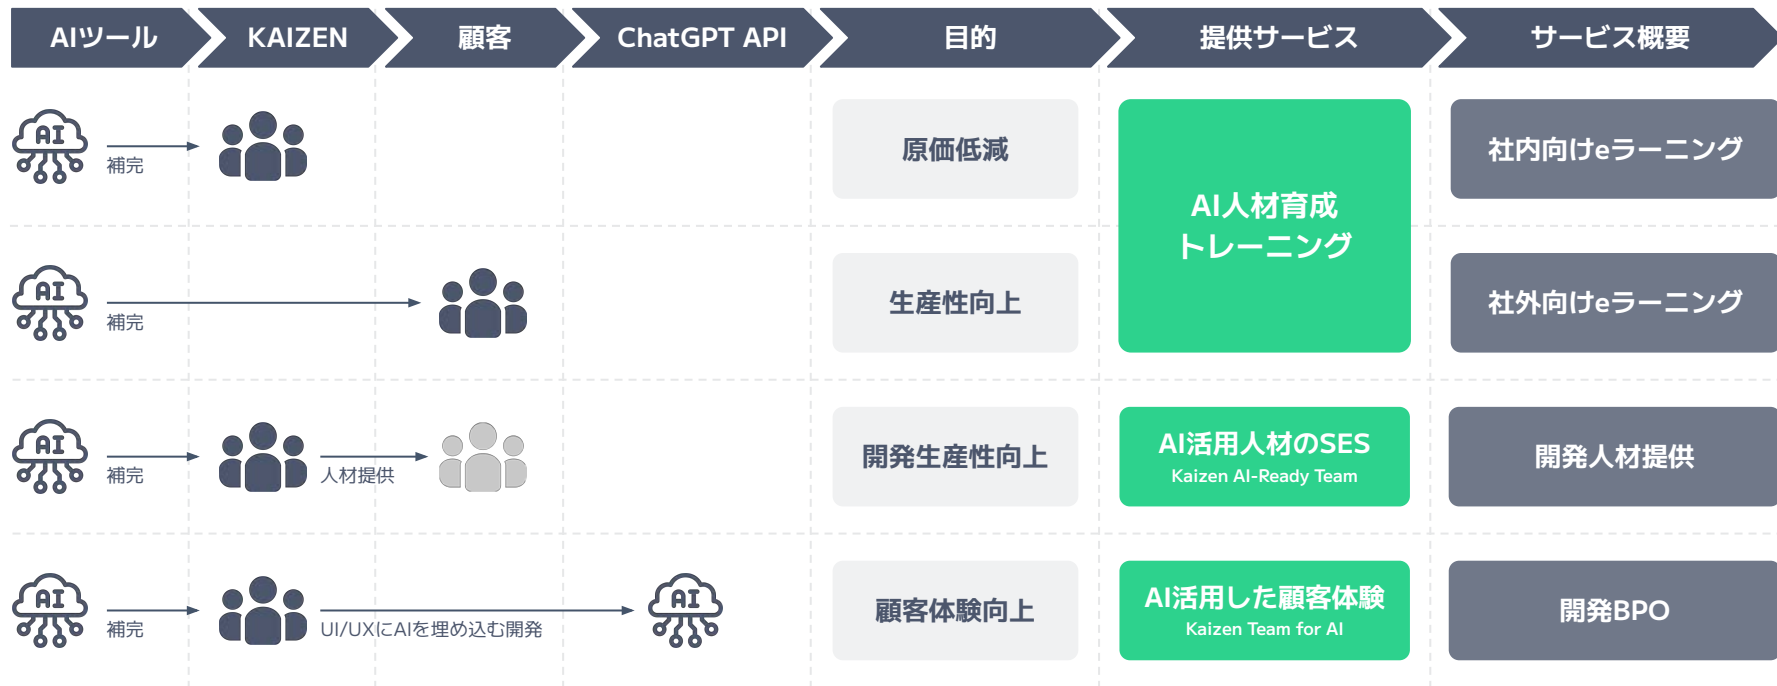 AIツール
KAIZEN
顧客
ChatGPT API
目的
提供サービス
サービス概要
AI
補完
原価低減
AI人材育成
トレーニング
社内向けeラーニング
AI
補完
生産性向上
社外向けeラーニング
AI
補完
人材提供
開発生産性向上
AI活用人材のSES
Kaizen AI-Ready Team
開発人材提供
AI
補完
UI/UXにAIを埋め込む開発
AI
顧客体験向上
AI活用した顧客体験
Kaizen Team for AI
開発BPO